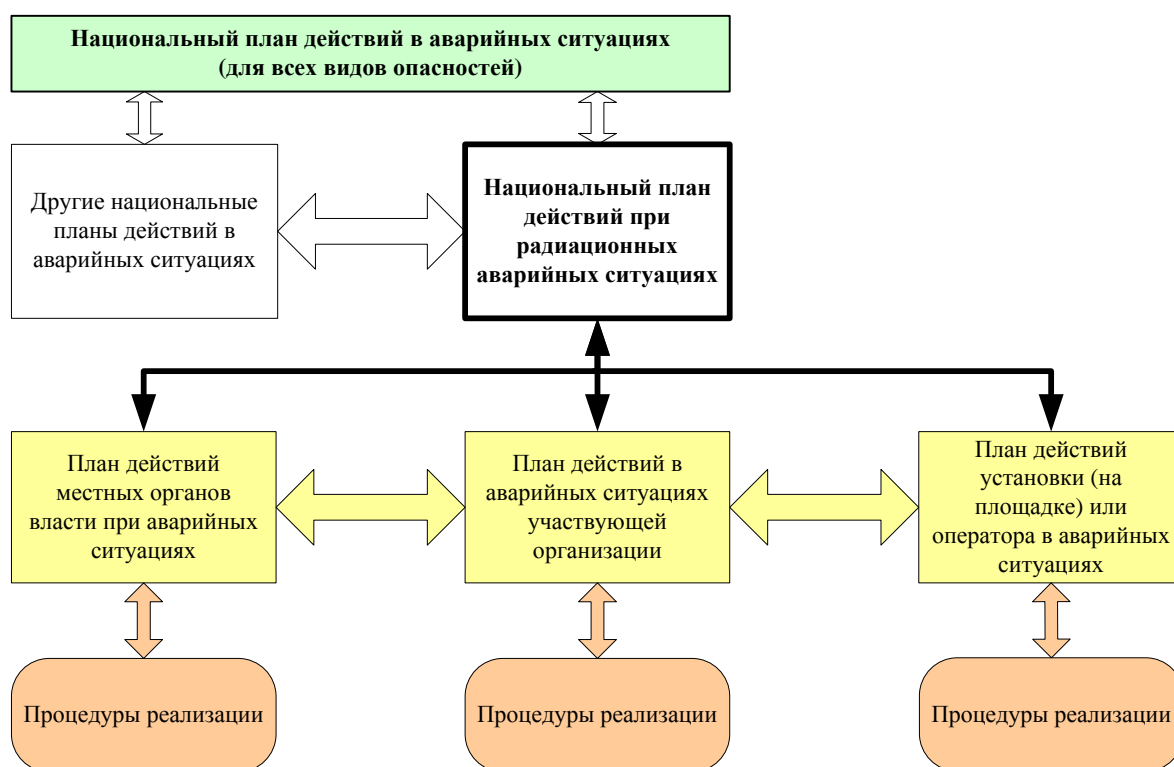 Национальный план действий в аварийных ситуациях
(для всех видов опасностей)
Другие национальные
планы действий в
аварийных ситуациях
Национальный план
действий при
радиационных
аварийных ситуациях
План действий
местных органов
власти при аварийных
ситуациях
План действий в
аварийных ситуациях
участвующей
организации
План действий
установки (на
площадке) или
оператора в аварийных
ситуациях
Процедуры реализации
Процедуры реализации
Процедуры реализации